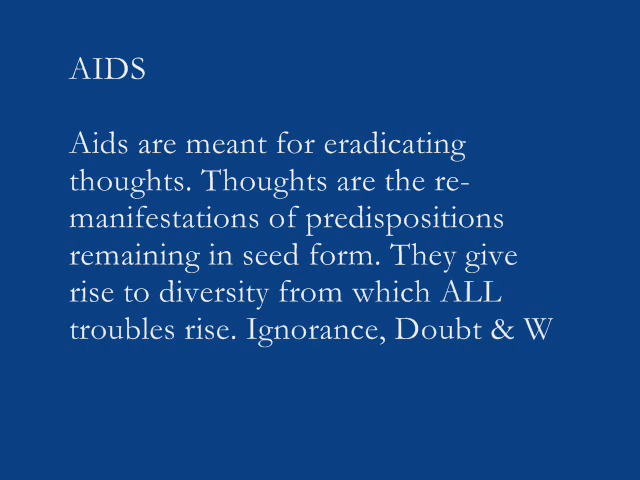 AIDS
Aids are meant for eradicating
thoughts. Thoughts are the re-
manifestations of predispositions
remaining in seed form. They give
rise to diversity from which ALL
troubles rise. Ignorance, Doubt & W